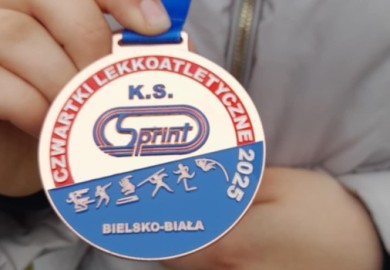 CZWARTKI LEKKOATLETYCZNE 2025
K.S.
Sprint
BIELSKO-BIAŁA